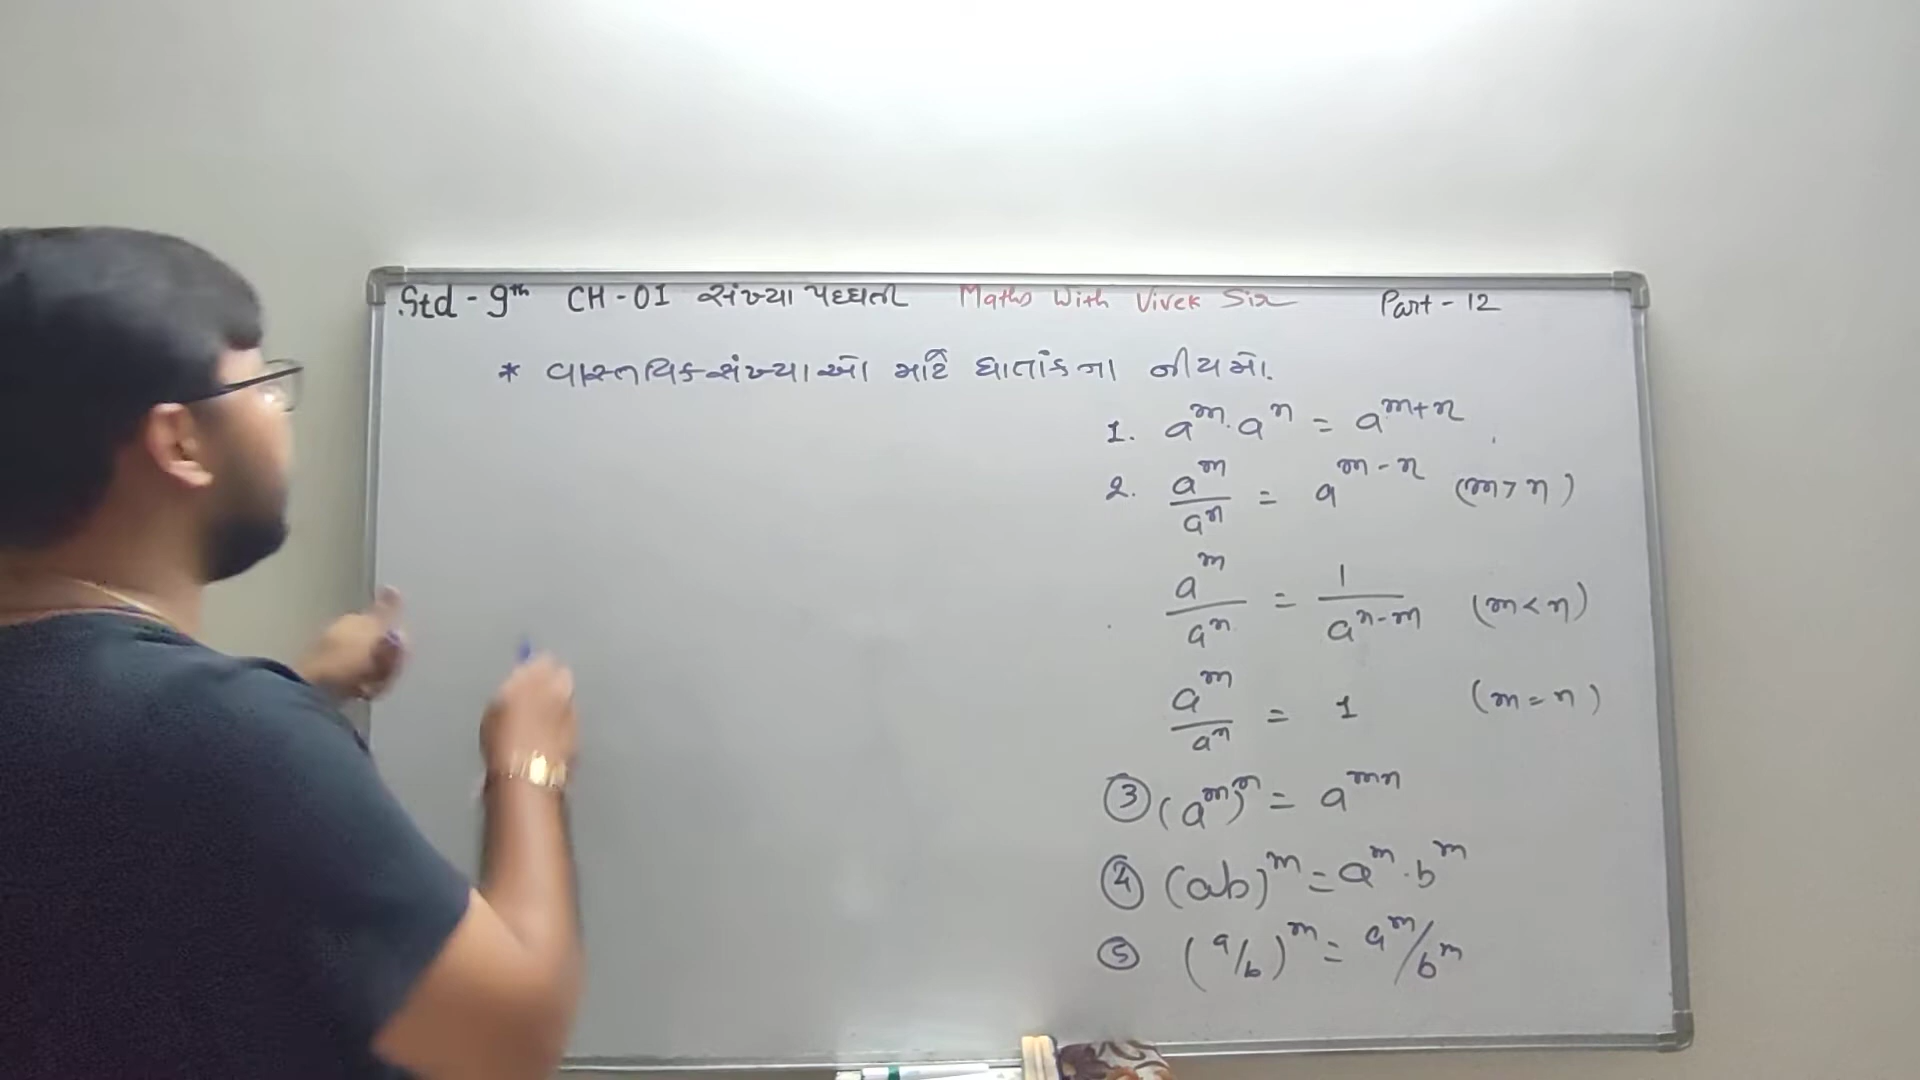 Std - 9th CH - 01 સંખ્યા પધ્ધતી Maths With Vivek Sir Part - 12
* વાસ્તવિક સંખ્યાઓ માટે ઘાતાંકના નીયમો.
1. a^m · a^n = a^(m+n)
2. a^m / a^n = a^(m-n) (m > n)
a^m / a^n = 1 / a^(n-m) (m < n)
a^m / a^n = 1 (m = n)
③ (a^m)^n = a^(mn)
④ (ab)^m = a^m · b^m
⑤ (a/b)^m = a^m / b^m